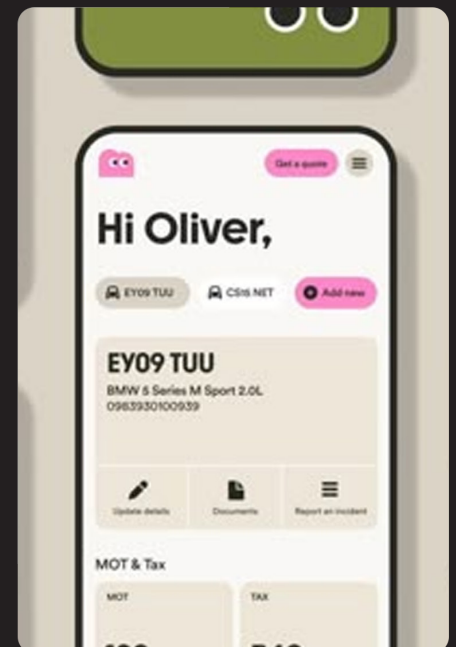 Get a quote
Hi Oliver,
EY09 TUU
CS15 NET
Add new
EY09 TUU
BMW 5 Series M Sport 2.0L
0963930100939
Update details
Documents
Report an incident
MOT & Tax
MOT
TAX